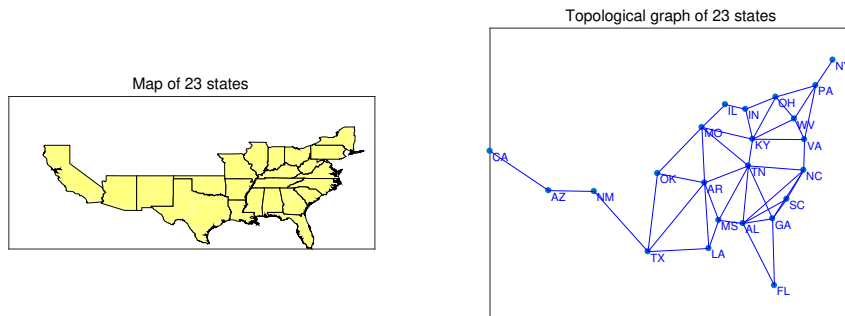 Map of 23 states
Topological graph of 23 states
PA
OH
IL
IN
WV
MO
KY
VA
CA
TN
OK
NC
AR
AZ
NM
SC
MS
AL
GA
TX
LA
FL